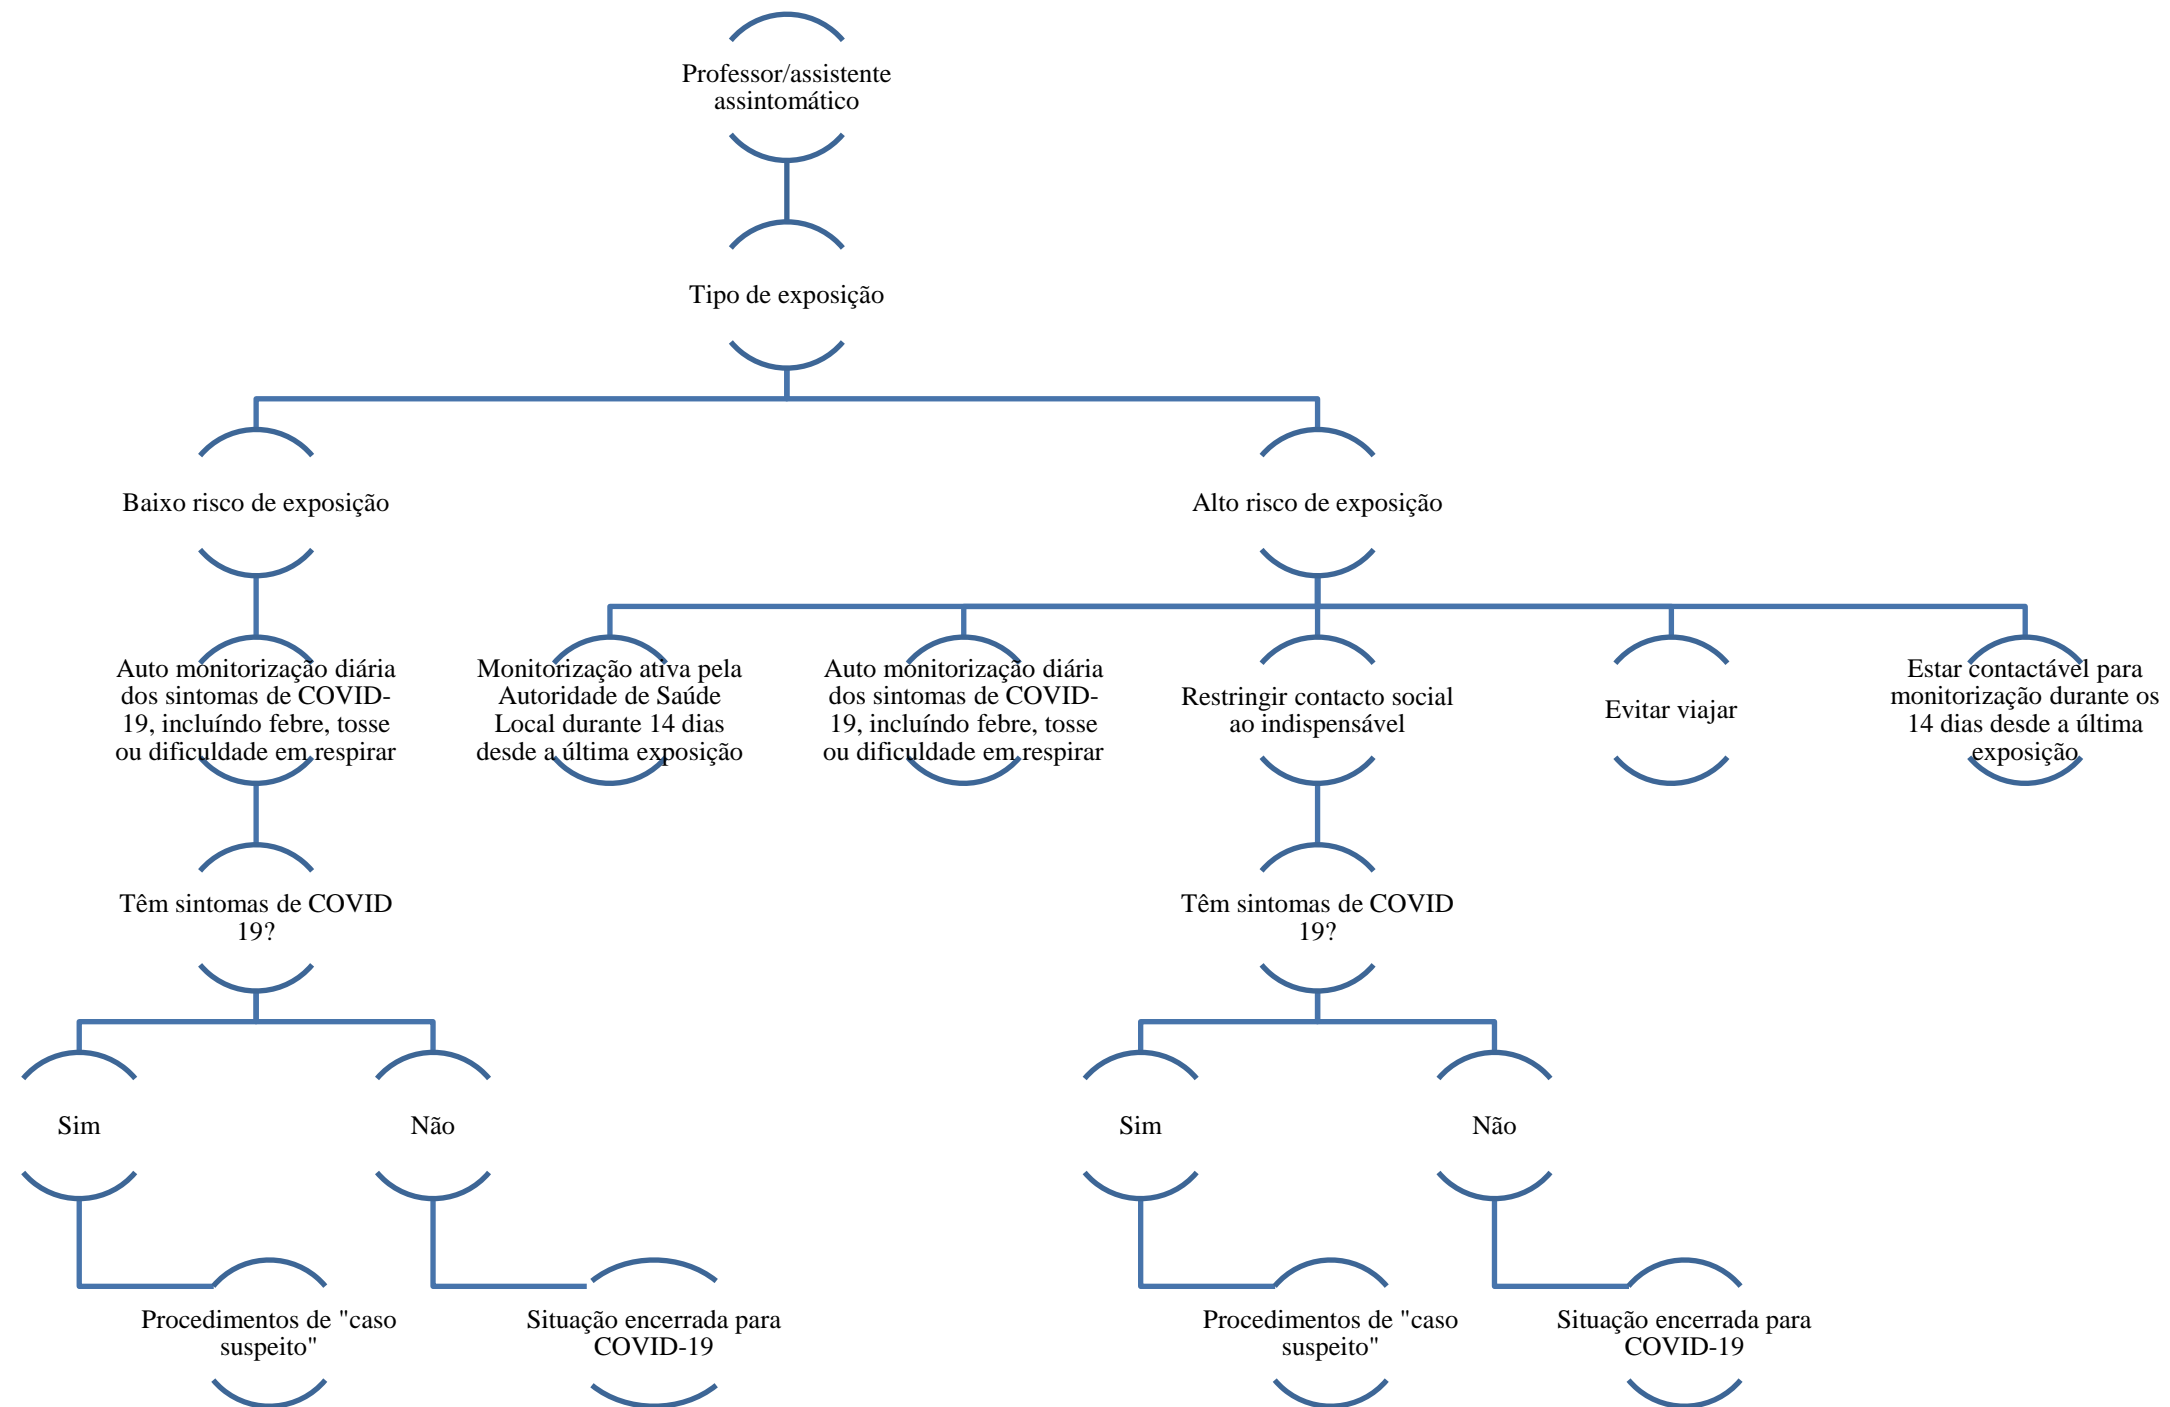 Professor/assistente
assintomático
Tipo de exposição
Baixo risco de exposição
Alto risco de exposição
Auto monitorização diária
dos sintomas de COVID-
19, incluíndo febre, tosse
ou dificuldade em respirar
Monitorização ativa pela
Autoridade de Saúde
Local durante 14 dias
desde a última exposição
Auto monitorização diária
dos sintomas de COVID-
19, incluíndo febre, tosse
ou dificuldade em respirar
Restringir contacto social
ao indispensável
Evitar viajar
Estar contactável para
monitorização durante os
14 dias desde a última
exposição
Têm sintomas de COVID
19?
Têm sintomas de COVID
19?
Sim
Não
Sim
Não
Procedimentos de "caso
suspeito"
Situação encerrada para
COVID-19
Procedimentos de "caso
suspeito"
Situação encerrada para
COVID-19